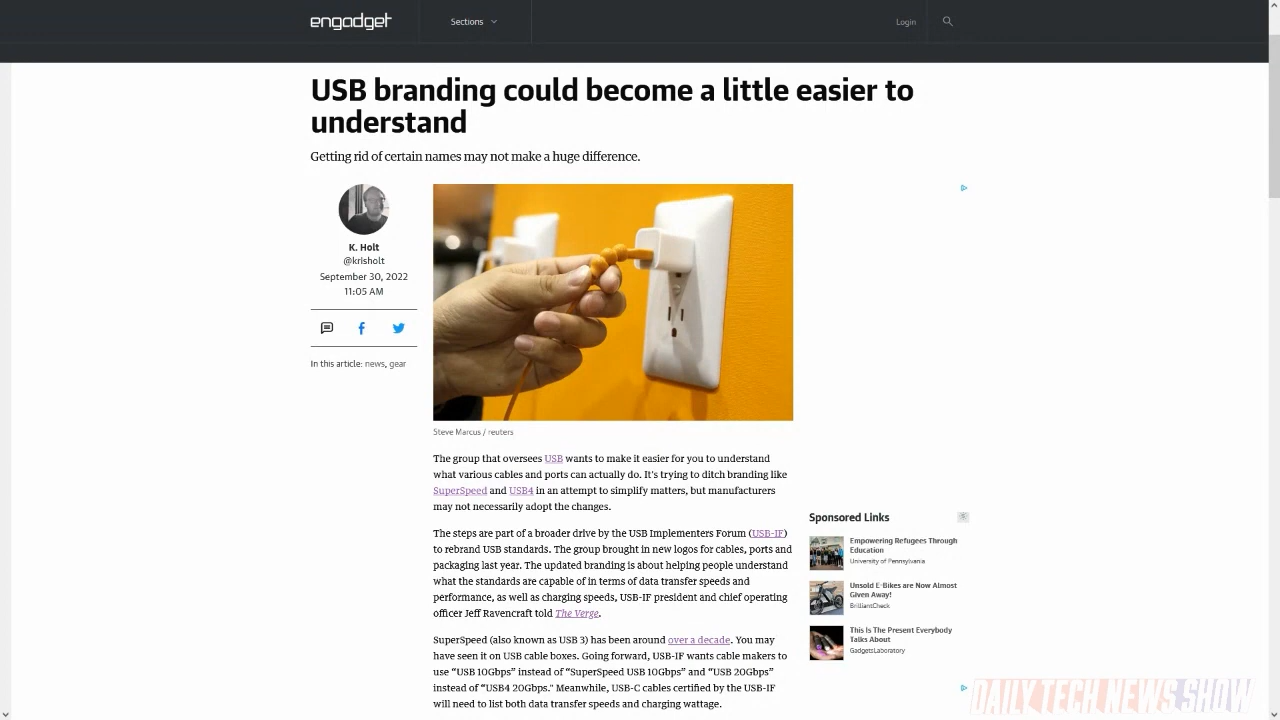 engadget
Sections
Login
USB branding could become a little easier to
understand
Getting rid of certain names may not make a huge difference.
K. Holt
@krisholt
September 30, 2022
11:05 AM
In this article: news, gear
Steve Marcus / reuters
The group that oversees USB wants to make it easier for you to understand
what various cables and ports can actually do. It's trying to ditch branding like
SuperSpeed and USB4 in an attempt to simplify matters, but manufacturers
may not necessarily adopt the changes.
The steps are part of a broader drive by the USB Implementers Forum (USB-IF)
to rebrand USB standards. The group brought in new logos for cables, ports and
packaging last year. The updated branding is about helping people understand
what the standards are capable of in terms of data transfer speeds and
performance, as well as charging speeds, USB-IF president and chief operating
officer Jeff Ravencraft told The Verge.
SuperSpeed (also known as USB 3) has been around over a decade. You may
have seen it on USB cable boxes. Going forward, USB-IF wants cable makers to
use “USB 10Gbps” instead of “SuperSpeed USB 10Gbps” and “USB 20Gbps”
instead of “USB4 20Gbps." Meanwhile, USB-C cables certified by the USB-IF
will need to list both data transfer speeds and charging wattage.
Sponsored Links
Empowering Refugees Through
Education
University of Pennsylvania
Unsold E-Bikes are Now Almost
Given Away!
BrilliantCheck
This Is The Present Everybody
Talks About
GadgetsLaboratory
DAILY TECH NEWS SHOW